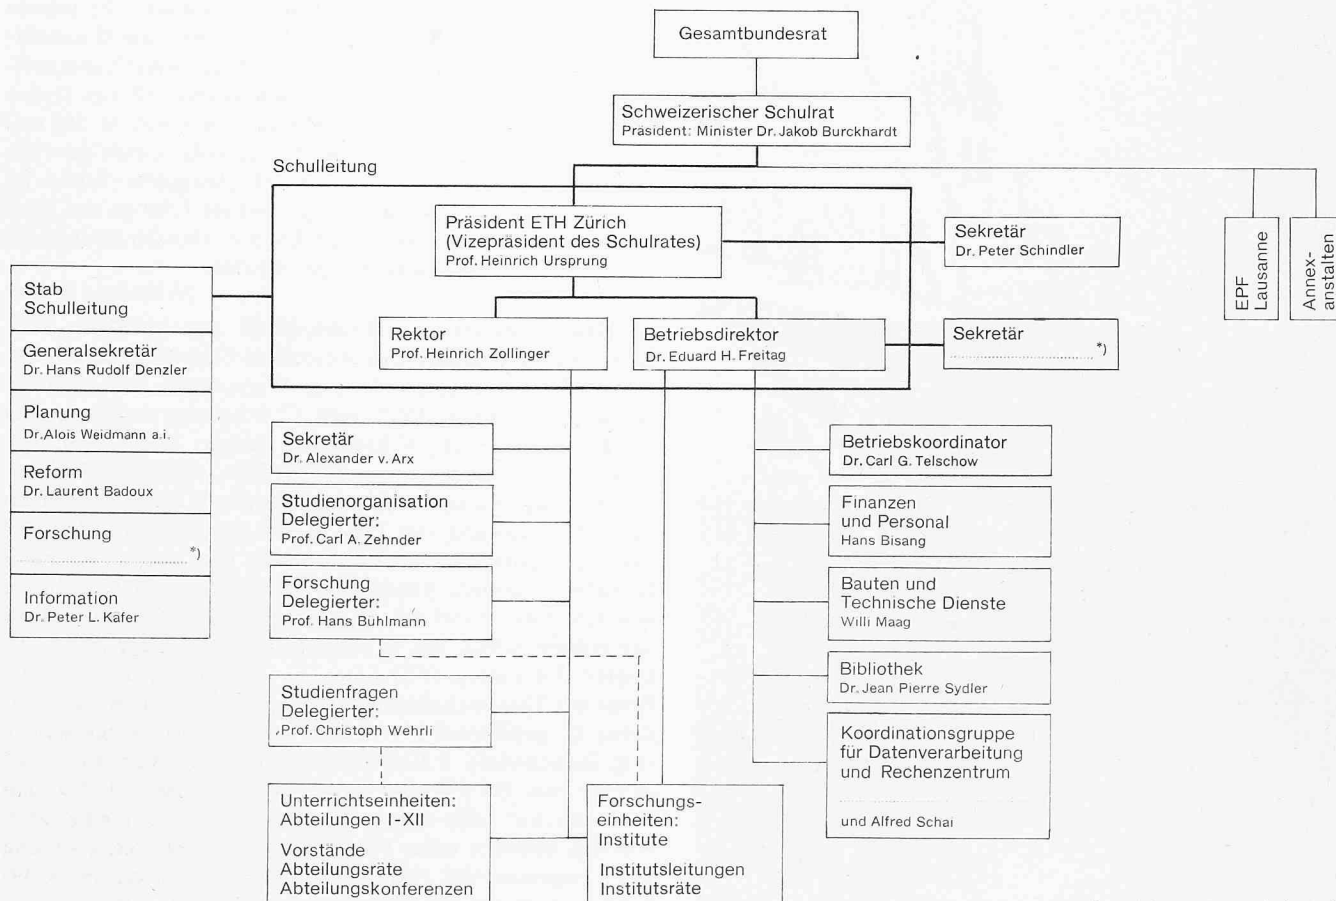 Gesamtbundesrat
Schweizerischer Schulrat
Präsident: Minister Dr. Jakob Burckhardt
Schulleitung
Präsident ETH Zürich
(Vizepräsident des Schulrates)
Prof. Heinrich Ursprung
Sekretär
Dr. Peter Schindler
EPF
Lausanne
Annex-
anstalten
Stab
Schulleitung
Generalsekretär
Dr. Hans Rudolf Denzler
Planung
Dr. Alois Weidmann a.i.
Reform
Dr. Laurent Badoux
Forschung
*)
Information
Dr. Peter L. Käfer
Rektor
Prof. Heinrich Zollinger
Betriebsdirektor
Dr. Eduard H. Freitag
Sekretär
*)
Sekretär
Dr. Alexander v. Arx
Studienorganisation
Delegierter:
Prof. Carl A. Zehnder
Forschung
Delegierter:
Prof. Hans Bühlmann
Studienfragen
Delegierter:
Prof. Christoph Wehrli
Unterrichtseinheiten:
Abteilungen I-XII
Vorstände
Abteilungsräte
Abteilungskonferenzen
Forschungs-
einheiten:
Institute
Institutsleitungen
Institutsräte
Betriebskoordinator
Dr. Carl G. Telschow
Finanzen
und Personal
Hans Bisang
Bauten und
Technische Dienste
Willi Maag
Bibliothek
Dr. Jean Pierre Sydler
Koordinationsgruppe
für Datenverarbeitung
und Rechenzentrum
und Alfred Schai